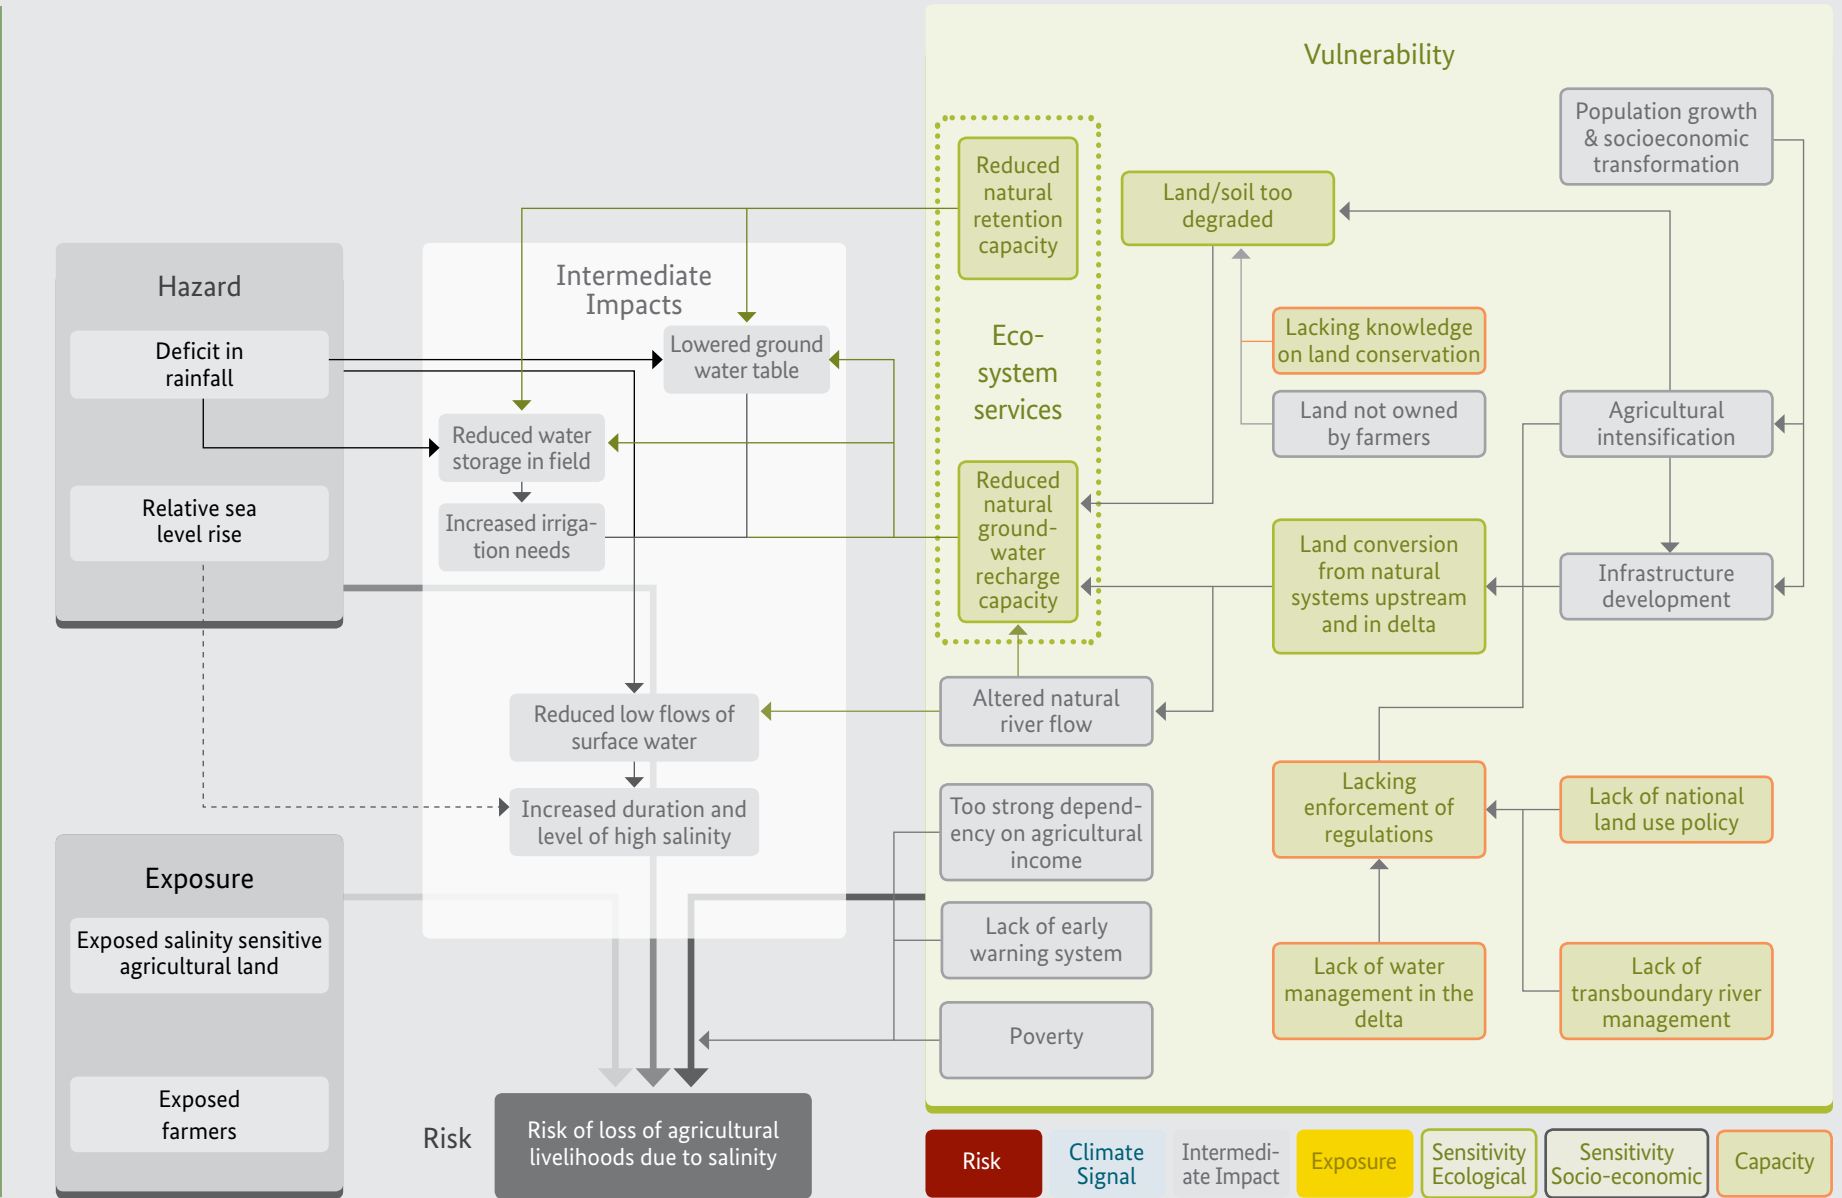 Vulnerability
Population growth
& socioeconomic
transformation
Reduced
natural
retention
capacity
Land/soil too
degraded
Hazard
Deficit in
rainfall
Relative sea
level rise
Intermediate
Impacts
Lowered ground
water table
Reduced water
storage in field
Increased irriga-
tion needs
Reduced low flows of
surface water
Increased duration and
level of high salinity
Eco-
system
services
Reduced
natural
ground-
water
recharge
capacity
Lacking knowledge
on land conservation
Land not owned
by farmers
Agricultural
intensification
Land conversion
from natural
systems upstream
and in delta
Infrastructure
development
Altered natural
river flow
Too strong depend-
ency on agricultural
income
Lack of early
warning system
Poverty
Lacking
enforcement of
regulations
Lack of national
land use policy
Lack of water
management in the
delta
Lack of
transboundary river
management
Exposure
Exposed salinity sensitive
agricultural land
Exposed
farmers
Risk
Risk of loss of agricultural
livelihoods due to salinity
Risk
Climate
Signal
Intermedi-
ate Impact
Exposure
Sensitivity
Ecological
Sensitivity
Socio-economic
Capacity